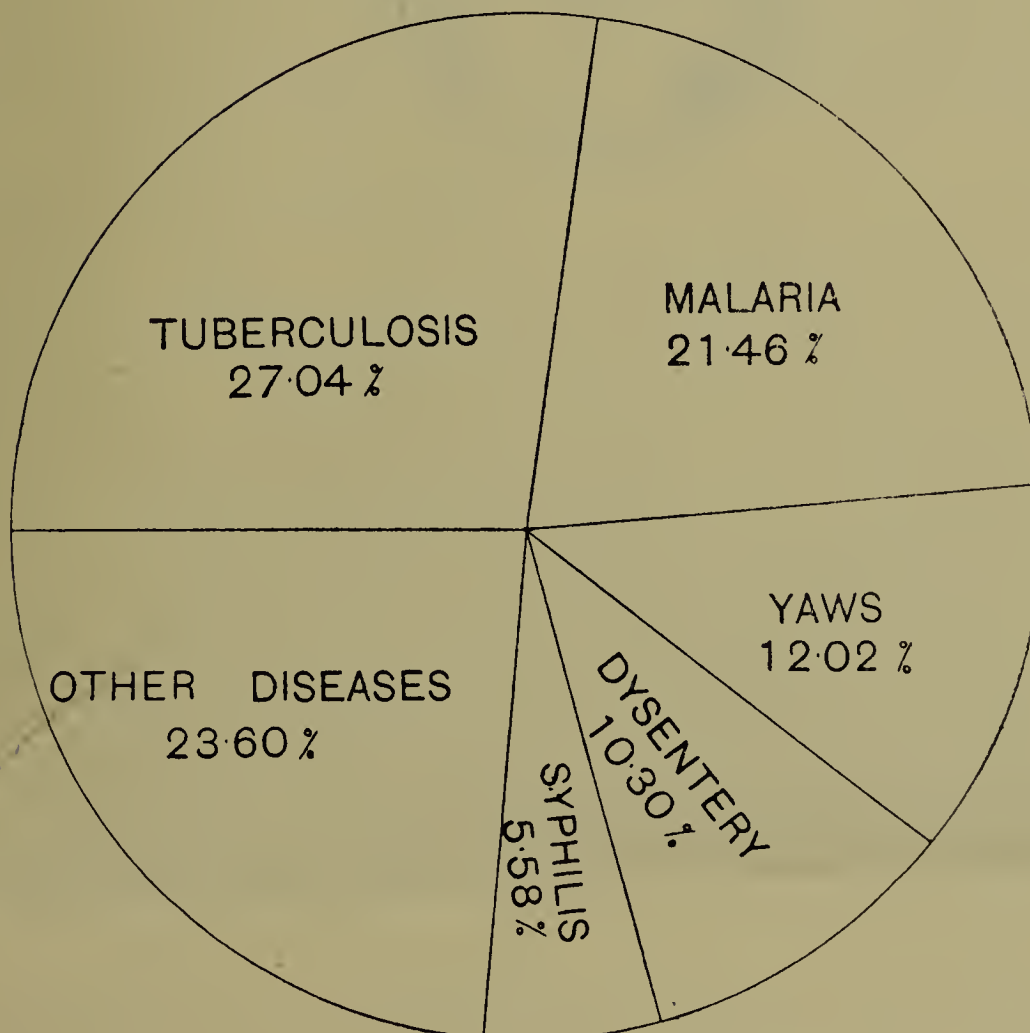 TUBERCULOSIS
27·04 %
MALARIA
21·46 %
YAWS
12·02 %
DYSENTERY
10·30 %
SYPHILIS
5·58 %
OTHER DISEASES
23·60 %